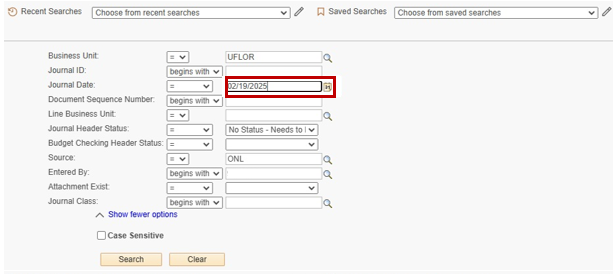 Recent Searches Choose from recent searches Saved Searches Choose from saved searches
Business Unit: = UFLOR
Journal ID: begins with
Journal Date: = 02/19/2025
Document Sequence Number: begins with
Line Business Unit: =
Journal Header Status: = No Status - Needs to
Budget Checking Header Status: =
Source: = ONL
Entered By: begins with
Attachment Exist: =
Journal Class: begins with
Show fewer options
Case Sensitive
Search Clear